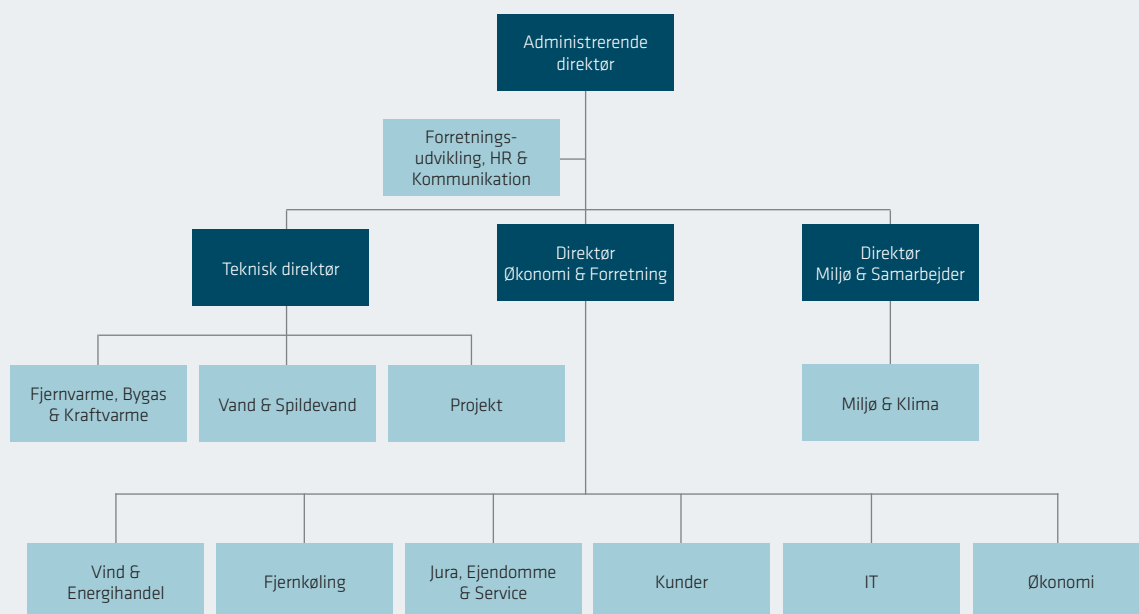 Administrerende
direktør
Forretnings-
udvikling, HR &
Kommunikation
Teknisk direktør
Direktør
Økonomi & Forretning
Direktør
Miljø & Samarbejder
Fjernvarme, Bygas
& Kraftvarme
Vand & Spildevand
Projekt
Miljø & Klima
Vind &
Energihandel
Fjernkøling
Jura, Ejendomme
& Service
Kunder
IT
Økonomi